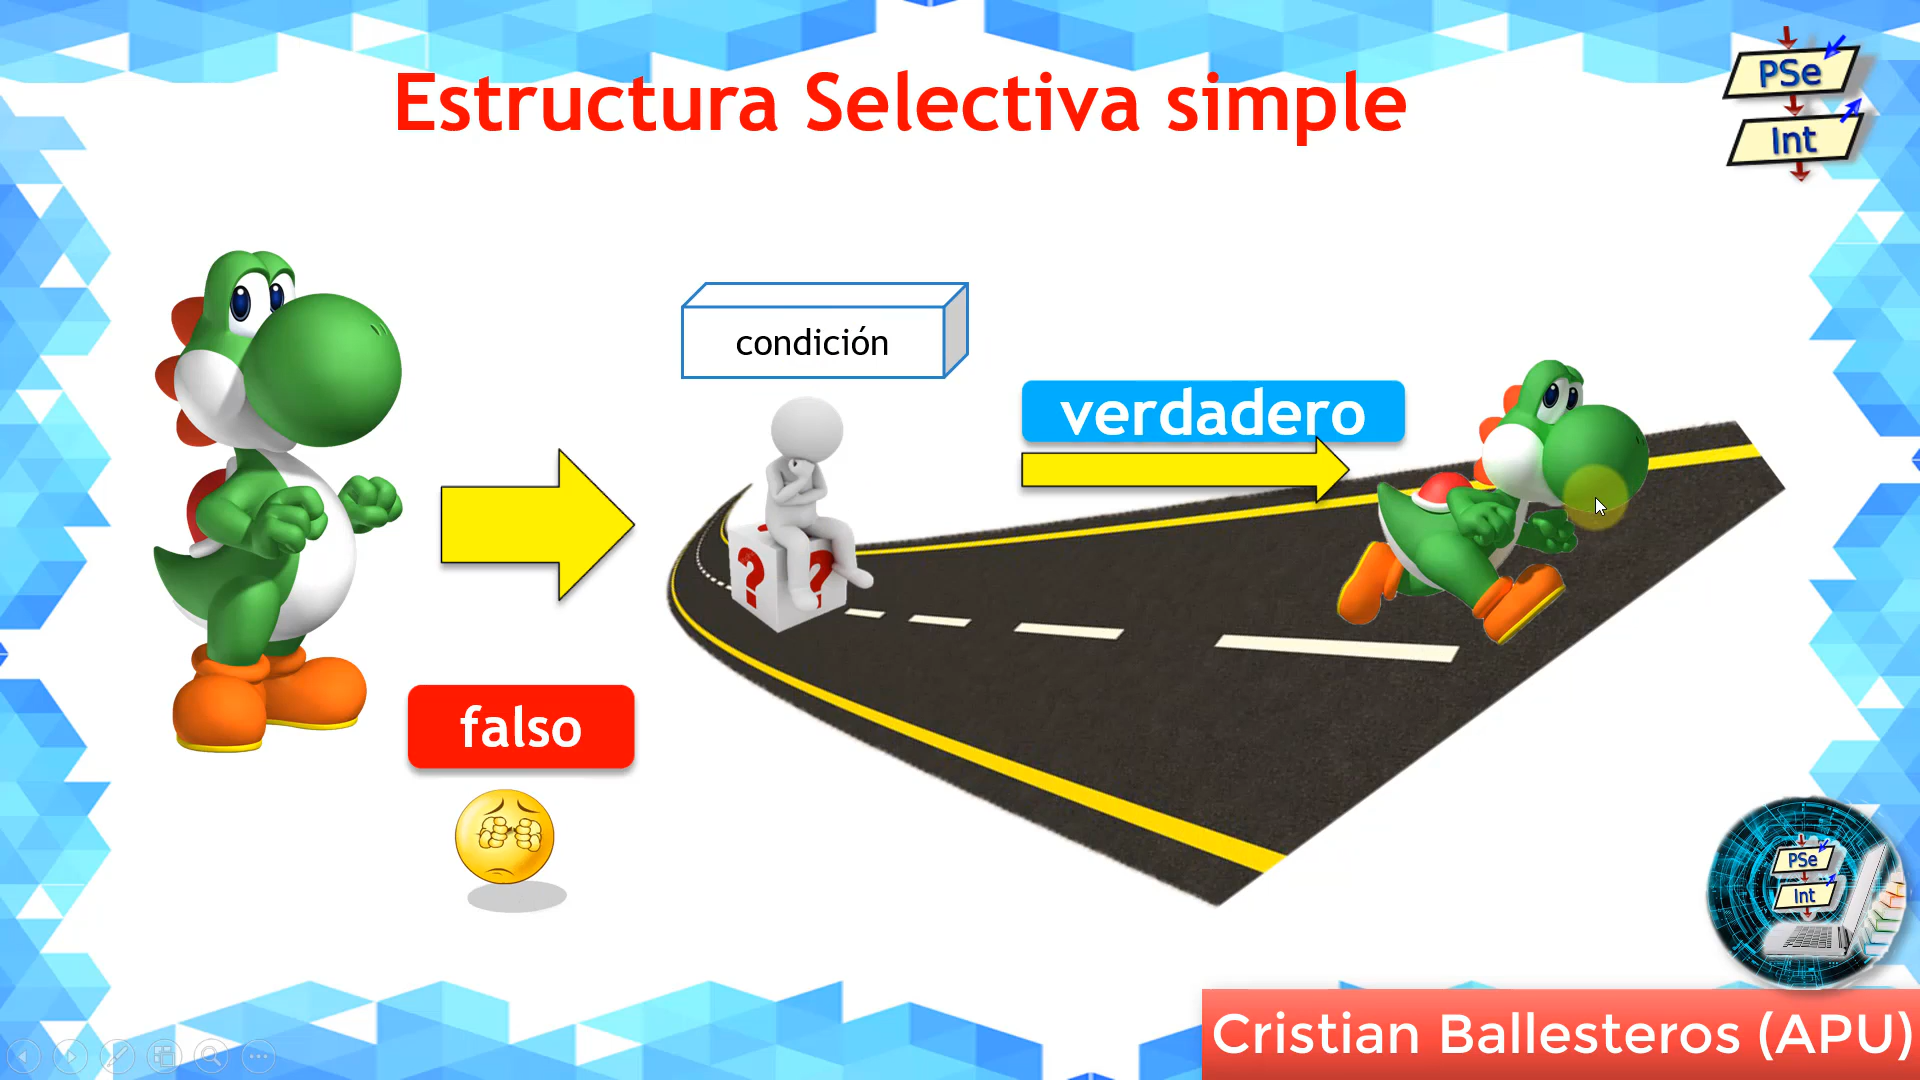 Estructura Selectiva simple
PSe
Int
condición
verdadero
? ?
falso
PSe
Int
Cristian Ballesteros (APU)